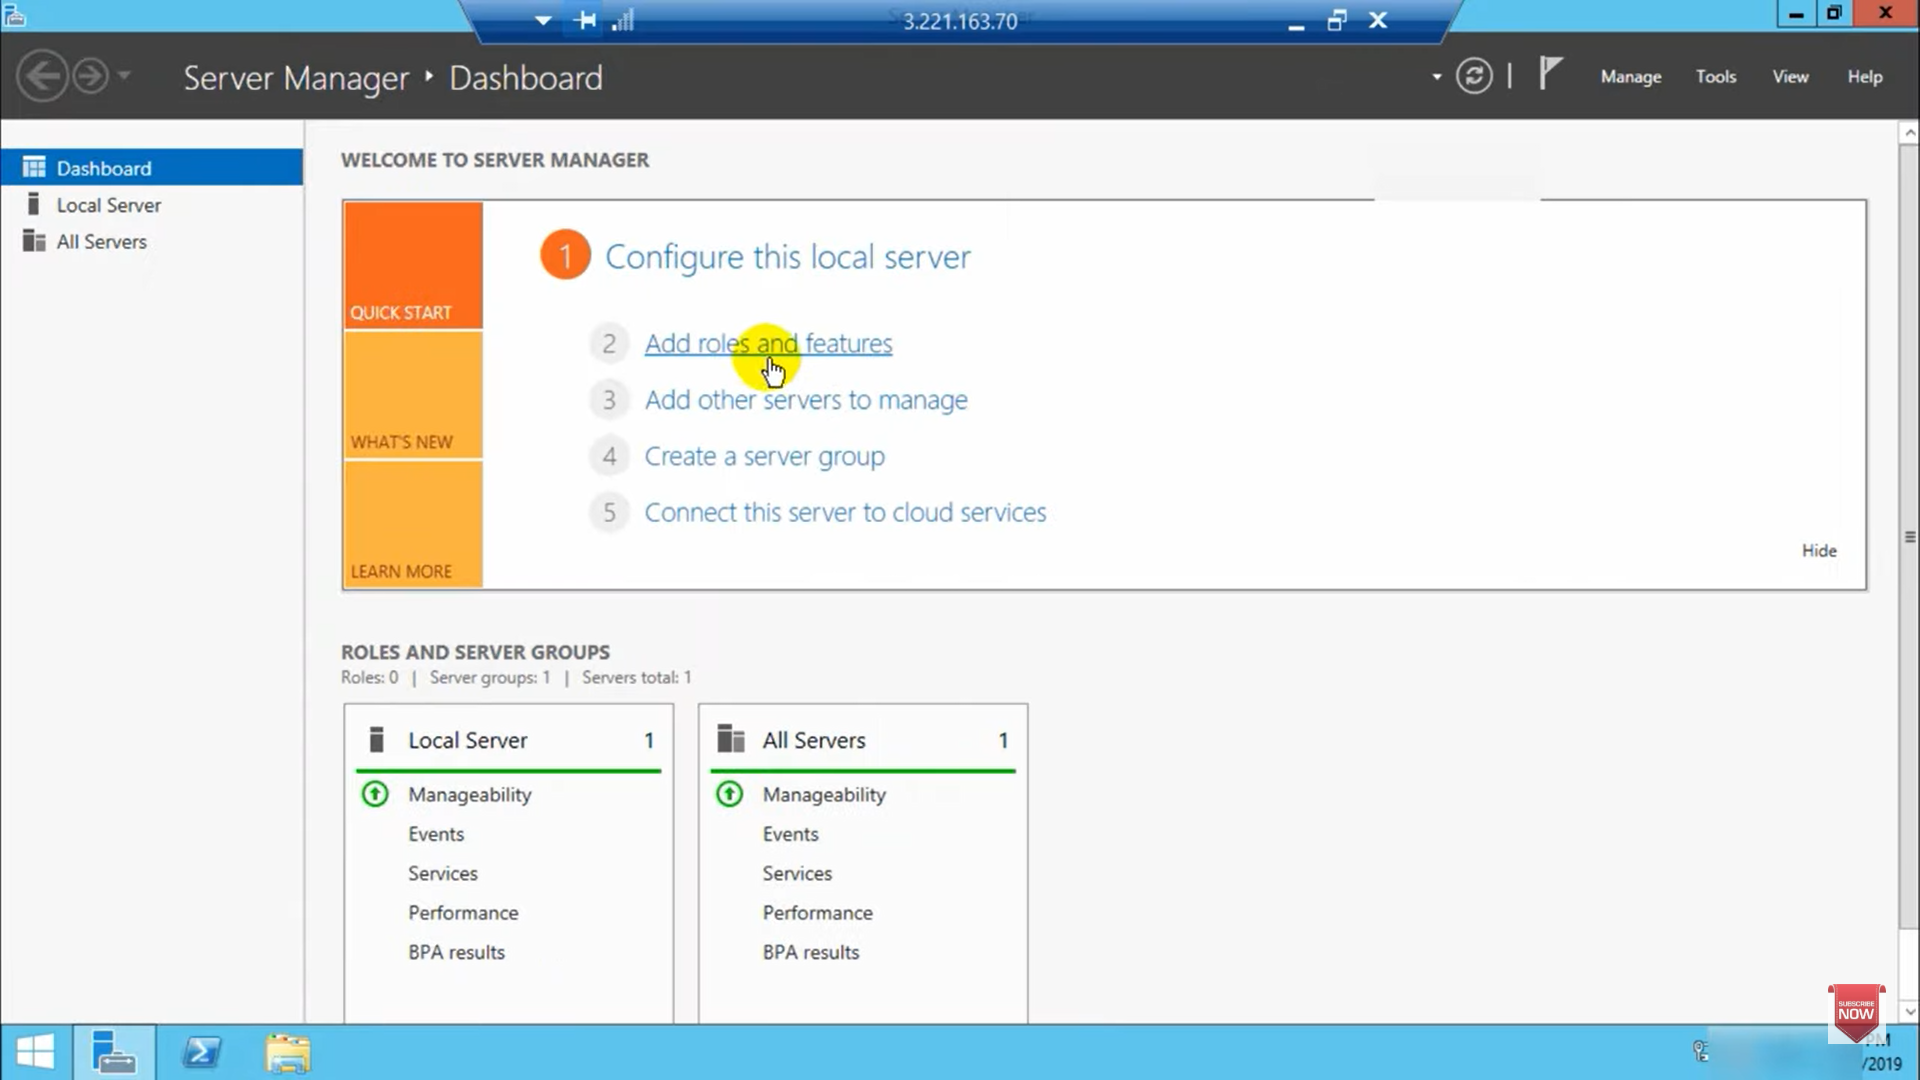 3.221.163.70
Server Manager ‣ Dashboard
Manage Tools View Help
Dashboard
Local Server
All Servers
WELCOME TO SERVER MANAGER
QUICK START
WHAT'S NEW
LEARN MORE
1 Configure this local server
2 Add roles and features
3 Add other servers to manage
4 Create a server group
5 Connect this server to cloud services
Hide
ROLES AND SERVER GROUPS
Roles: 0 | Server groups: 1 | Servers total: 1
Local Server 1
Manageability
Events
Services
Performance
BPA results
All Servers 1
Manageability
Events
Services
Performance
BPA results
SUBSCRIBE
NOW
PM
/2019